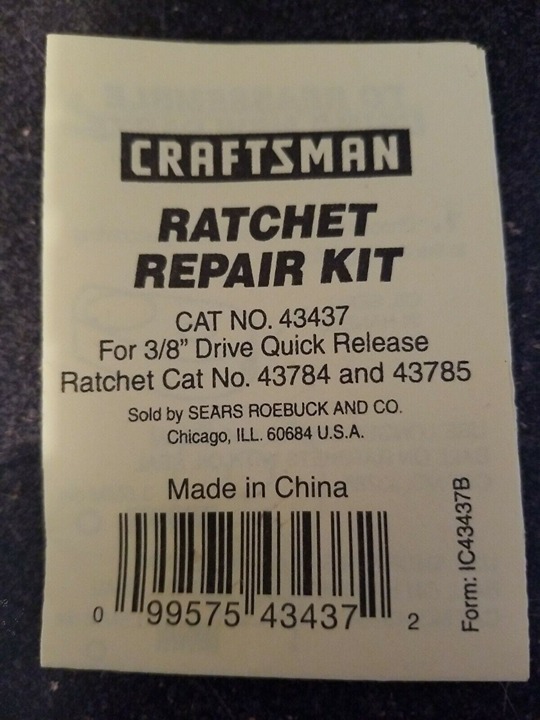 CRAFTSMAN
RATCHET
REPAIR KIT
CAT NO. 43437
For 3/8” Drive Quick Release
Ratchet Cat No. 43784 and 43785
Sold by SEARS ROEBUCK AND CO.
Chicago, ILL. 60684 U.S.A.
Made in China
0 99575 43437 2
Form: IC43437B